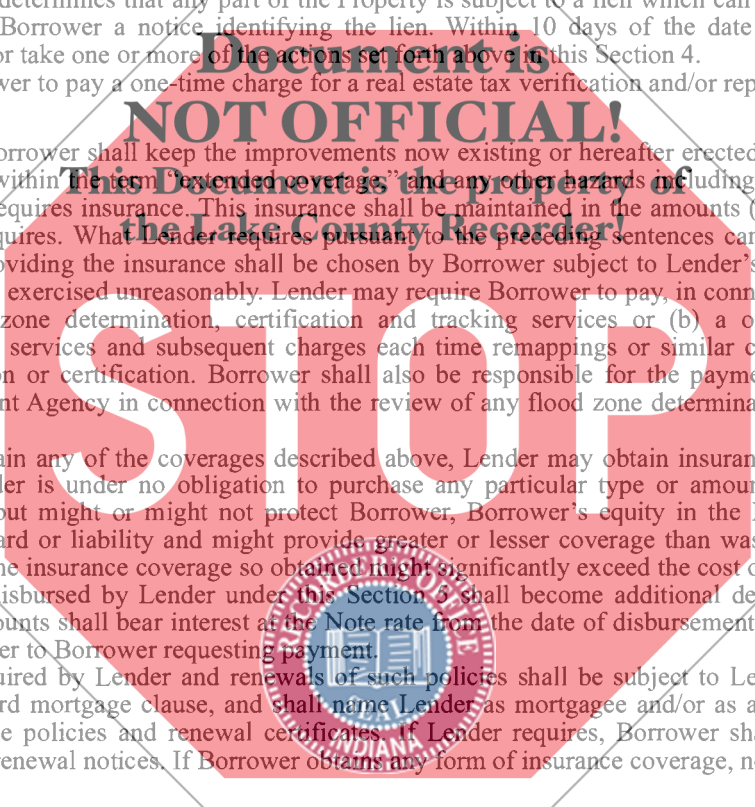 determines that any part of the Property is subject to a lien which can
Borrower a notice identifying the lien. Within 10 days of the date
or take one or more of the actions set forth above in this Section 4.
wer to pay a one-time charge for a real estate tax verification and/or rep
Document is
NOT OFFICIAL!
This Document is the property of
the Lake County Recorder!
orrower shall keep the improvements now existing or hereafter erected
within the term "extended coverage," and any other hazards including
equires insurance. This insurance shall be maintained in the amounts (
quires. What Lender requires pursuant to the preceding sentences can
oviding the insurance shall be chosen by Borrower subject to Lender's
exercised unreasonably. Lender may require Borrower to pay, in conn
zone determination, certification and tracking services or (b) a o
services and subsequent charges each time remappings or similar c
n or certification. Borrower shall also be responsible for the payme
nt Agency in connection with the review of any flood zone determina
STOP
ain any of the coverages described above, Lender may obtain insuran
der is under no obligation to purchase any particular type or amoun
but might or might not protect Borrower, Borrower's equity in the
ard or liability and might provide greater or lesser coverage than was
he insurance coverage so obtained might significantly exceed the cost o
disbursed by Lender under this Section 5 shall become additional de
ounts shall bear interest at the Note rate from the date of disbursement
er to Borrower requesting payment.
uired by Lender and renewals of such policies shall be subject to Le
rd mortgage clause, and shall name Lender as mortgagee and/or as a
e policies and renewal certificates. If Lender requires, Borrower sha
renewal notices. If Borrower obtains any form of insurance coverage, n
RECORDER'S OFFICE
SEAL
INDIANA